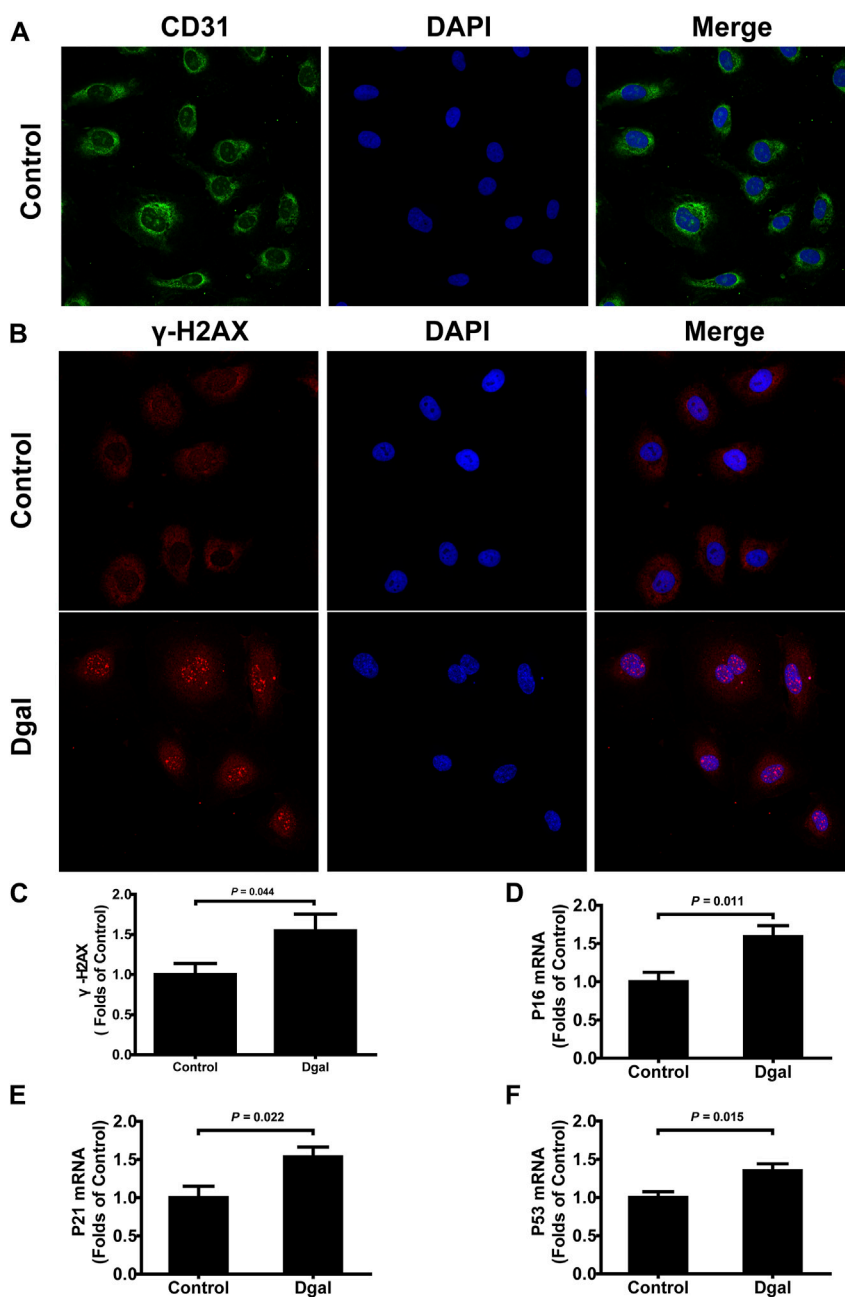 A
CD31 DAPI Merge
Control
B
γ-H2AX DAPI Merge
Control
Dgal
C
γ -H2AX
( Folds of Control)
2.0
1.5
1.0
0.5
0.0
P = 0.044
Control Dgal
D
P16 mRNA
(Folds of Control)
2.0
1.5
1.0
0.5
0.0
P = 0.011
Control Dgal
E
P21 mRNA
(Folds of Control)
2.0
1.5
1.0
0.5
0.0
P = 0.022
Control Dgal
F
P53 mRNA
(Folds of Control)
2.0
1.5
1.0
0.5
0.0
P = 0.015
Control Dgal